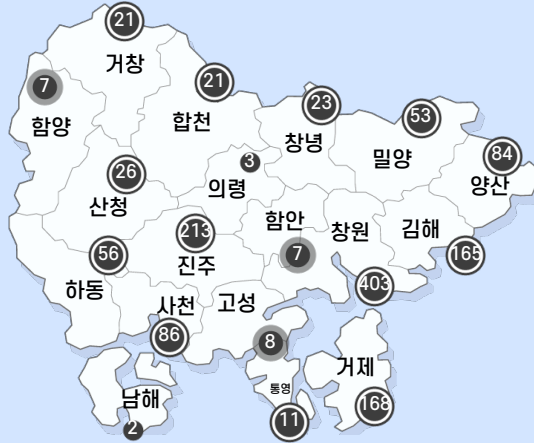 21
거창
7
함양
21
합천
23
창녕
53
밀양
84
양산
26
산청
3
의령
함안
7
창원
403
김해
165
213
진주
56
하동
사천
86
고성
8
통영
11
거제
168
남해
2